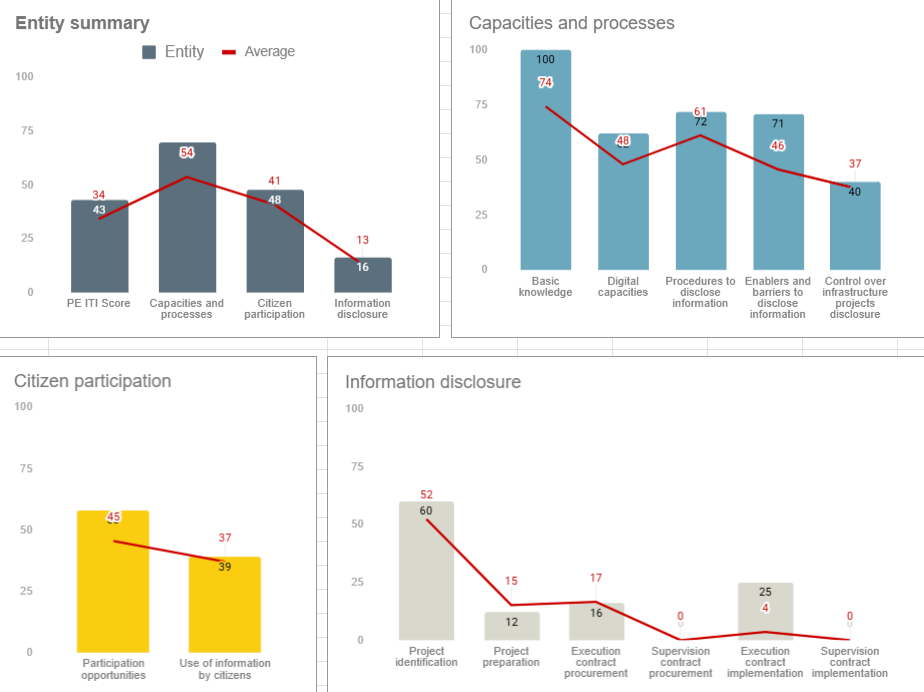 Entity summary
Entity Average
100
75
50
25
0
34
43
54
41
48
13
16
PE ITI Score
Capacities and
processes
Citizen
participation
Information
disclosure
Capacities and processes
100
75
50
25
0
100
74
48
61
72
71
46
37
40
Basic
knowledge
Digital
capacities
Procedures to
disclose
information
Enablers and
barriers to
disclose
information
Control over
infrastructure
projects
disclosure
Citizen participation
100
75
50
25
0
45
37
39
Participation
opportunities
Use of information
by citizens
Information disclosure
100
75
50
25
0
52
60
15
12
17
16
0
25
4
0
Project
identification
Project
preparation
Execution
contract
procurement
Supervision
contract
procurement
Execution
contract
implementation
Supervision
contract
implementation